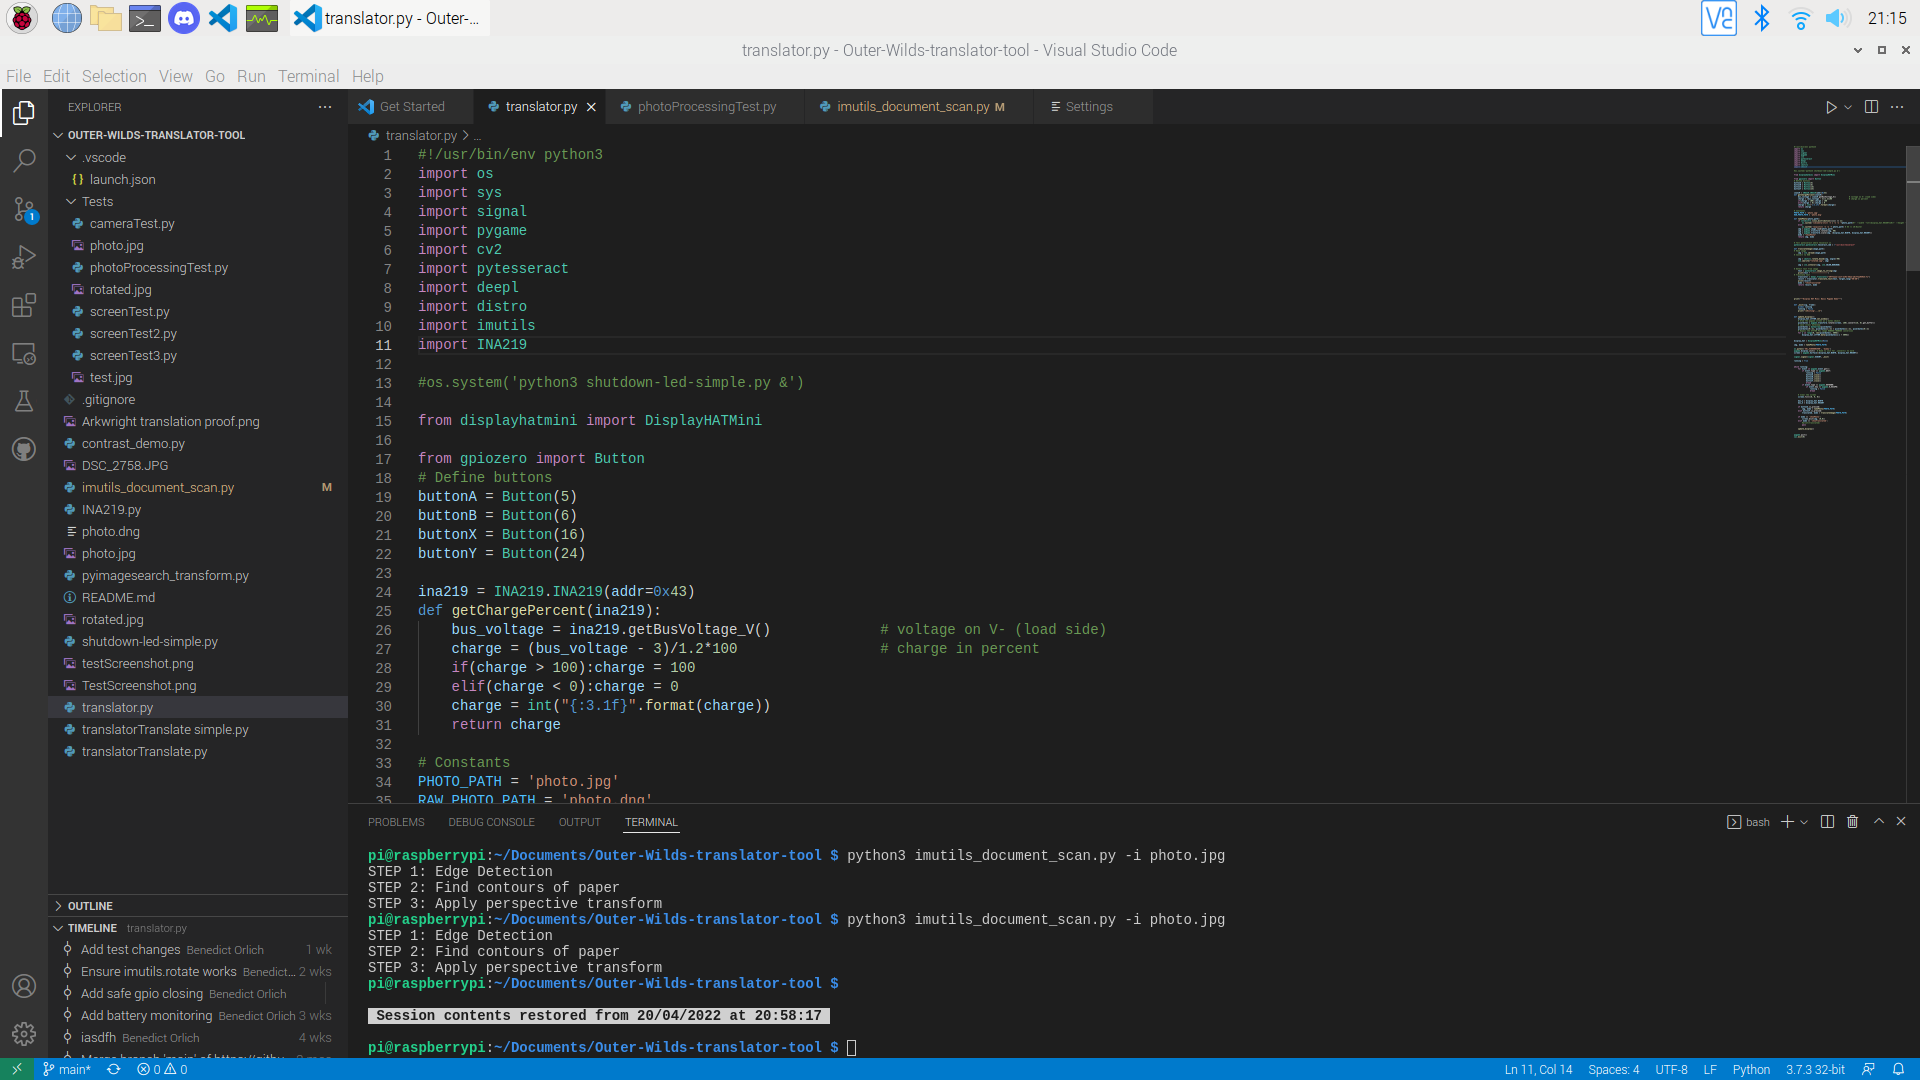 translator.py - Outer-...
21:15
translator.py - Outer-Wilds-translator-tool - Visual Studio Code
File Edit Selection View Go Run Terminal Help
EXPLORER
OUTER-WILDS-TRANSLATOR-TOOL
.vscode
launch.json
Tests
cameraTest.py
photo.jpg
photoProcessingTest.py
rotated.jpg
screenTest.py
screenTest2.py
screenTest3.py
test.jpg
.gitignore
Arkwright translation proof.png
contrast_demo.py
DSC_2758.JPG
imutils_document_scan.py M
INA219.py
photo.dng
photo.jpg
pyimagesearch_transform.py
README.md
rotated.jpg
shutdown-led-simple.py
testScreenshot.png
TestScreenshot.png
translator.py
translatorTranslate simple.py
translatorTranslate.py
OUTLINE
TIMELINE translator.py
Add test changes Benedict Orlich 1 wk
Ensure imutils.rotate works Benedict... 2 wks
Add safe gpio closing Benedict Orlich
Add battery monitoring Benedict Orlich 3 wks
iasdfh Benedict Orlich 4 wks
Get Started translator.py photoProcessingTest.py imutils_document_scan.py M Settings
translator.py > ...
1 #!/usr/bin/env python3
2 import os
3 import sys
4 import signal
5 import pygame
6 import cv2
7 import pytesseract
8 import deepl
9 import distro
10 import imutils
11 import INA219
12
13 #os.system('python3 shutdown-led-simple.py &')
14
15 from displayhatmini import DisplayHATMini
16
17 from gpiozero import Button
18 # Define buttons
19 buttonA = Button(5)
20 buttonB = Button(6)
21 buttonX = Button(16)
22 buttonY = Button(24)
23
24 ina219 = INA219.INA219(addr=0x43)
25 def getChargePercent(ina219):
26 bus_voltage = ina219.getBusVoltage_V() # voltage on V- (load side)
27 charge = (bus_voltage - 3)/1.2*100 # charge in percent
28 if(charge > 100):charge = 100
29 elif(charge < 0):charge = 0
30 charge = int("{:3.1f}".format(charge))
31 return charge
32
33 # Constants
34 PHOTO_PATH = 'photo.jpg'
35 RAW_PHOTO_PATH = 'photo.dng'
PROBLEMS DEBUG CONSOLE OUTPUT TERMINAL
bash
pi@raspberrypi:~/Documents/Outer-Wilds-translator-tool $ python3 imutils_document_scan.py -i photo.jpg
STEP 1: Edge Detection
STEP 2: Find contours of paper
STEP 3: Apply perspective transform
pi@raspberrypi:~/Documents/Outer-Wilds-translator-tool $ python3 imutils_document_scan.py -i photo.jpg
STEP 1: Edge Detection
STEP 2: Find contours of paper
STEP 3: Apply perspective transform
pi@raspberrypi:~/Documents/Outer-Wilds-translator-tool $
Session contents restored from 20/04/2022 at 20:58:17
pi@raspberrypi:~/Documents/Outer-Wilds-translator-tool $
main* 0 0
Ln 11, Col 14 Spaces: 4 UTF-8 LF Python 3.7.3 32-bit